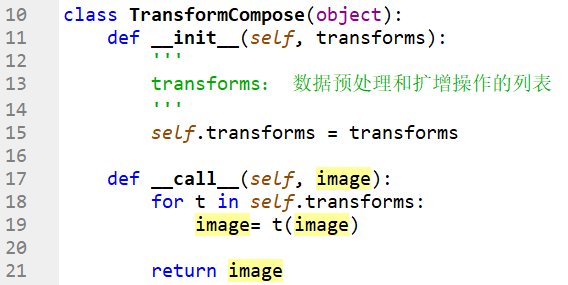 10 class TransformCompose(object):
11     def __init__(self, transforms):
12         '''
13         transforms： 数据预处理和扩增操作的列表
14         '''
15         self.transforms = transforms
16
17     def __call__(self, image):
18         for t in self.transforms:
19             image= t(image)
20
21         return image